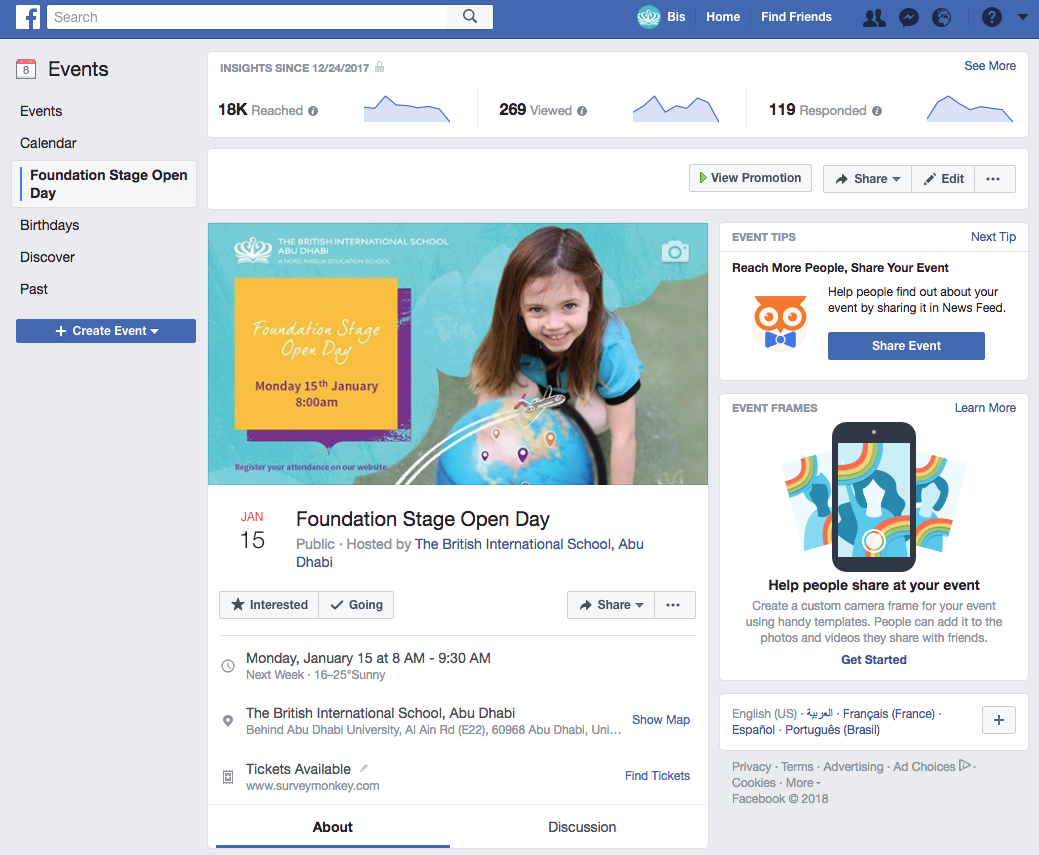 Search
Bis
Home
Find Friends
8
Events
Events
Calendar
Foundation Stage Open
Day
Birthdays
Discover
Past
+ Create Event
INSIGHTS SINCE 12/24/2017
See More
18K Reached
269 Viewed
119 Responded
View Promotion
Share
Edit
THE BRITISH INTERNATIONAL SCHOOL
ABU DHABI
A NORD ANGLIA EDUCATION SCHOOL
Foundation Stage
Open Day
Monday 15th January
8:00am
Register your attendance on our website.
JAN
15
Foundation Stage Open Day
Public · Hosted by The British International School, Abu
Dhabi
Interested
Going
Share
Monday, January 15 at 8 AM - 9:30 AM
Next Week · 16–25°Sunny
The British International School, Abu Dhabi
Behind Abu Dhabi University, Al Ain Rd (E22), 60968 Abu Dhabi, Uni…
Show Map
Tickets Available
www.surveymonkey.com
Find Tickets
About
Discussion
EVENT TIPS
Next Tip
Reach More People, Share Your Event
Help people find out about your
event by sharing it in News Feed.
Share Event
EVENT FRAMES
Learn More
Help people share at your event
Create a custom camera frame for your event
using handy templates. People can add it to the
photos and videos they share with friends.
Get Started
English (US) · العربية · Français (France) ·
Español · Português (Brasil)
Privacy · Terms · Advertising · Ad Choices ·
Cookies · More
Facebook © 2018